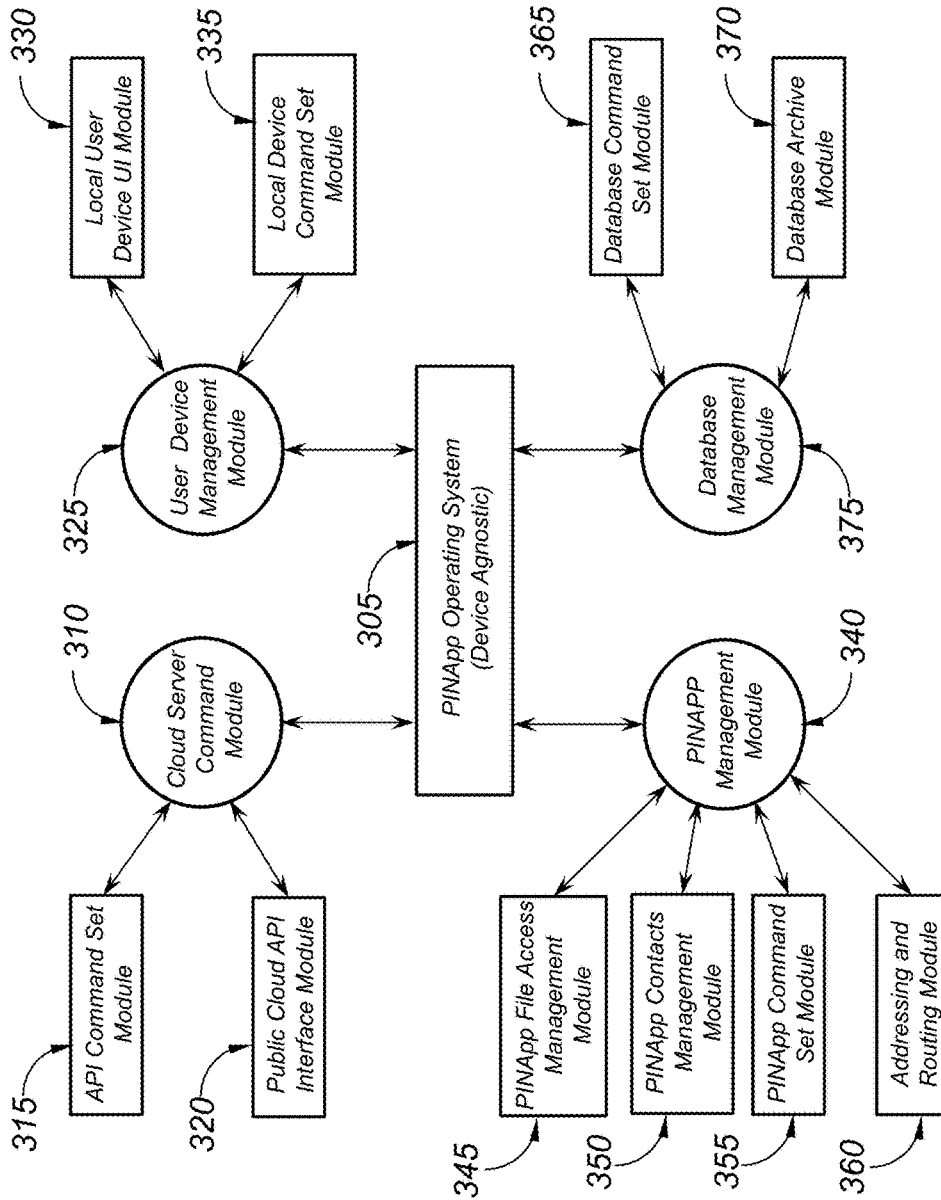 315
API Command Set
Module
320
Public Cloud API
Interface Module
310
Cloud Server
Command
Module
325
User Device
Management
Module
330
Local User
Device UI Module
335
Local Device
Command Set
Module
305
PINApp Operating System
(Device Agnostic)
345
PINApp File Access
Management
Module
350
PINApp Contacts
Management
Module
355
PINApp Command
Set Module
360
Addressing and
Routing Module
340
PINAPP
Management
Module
375
Database
Management
Module
365
Database Command
Set Module
370
Database Archive
Module